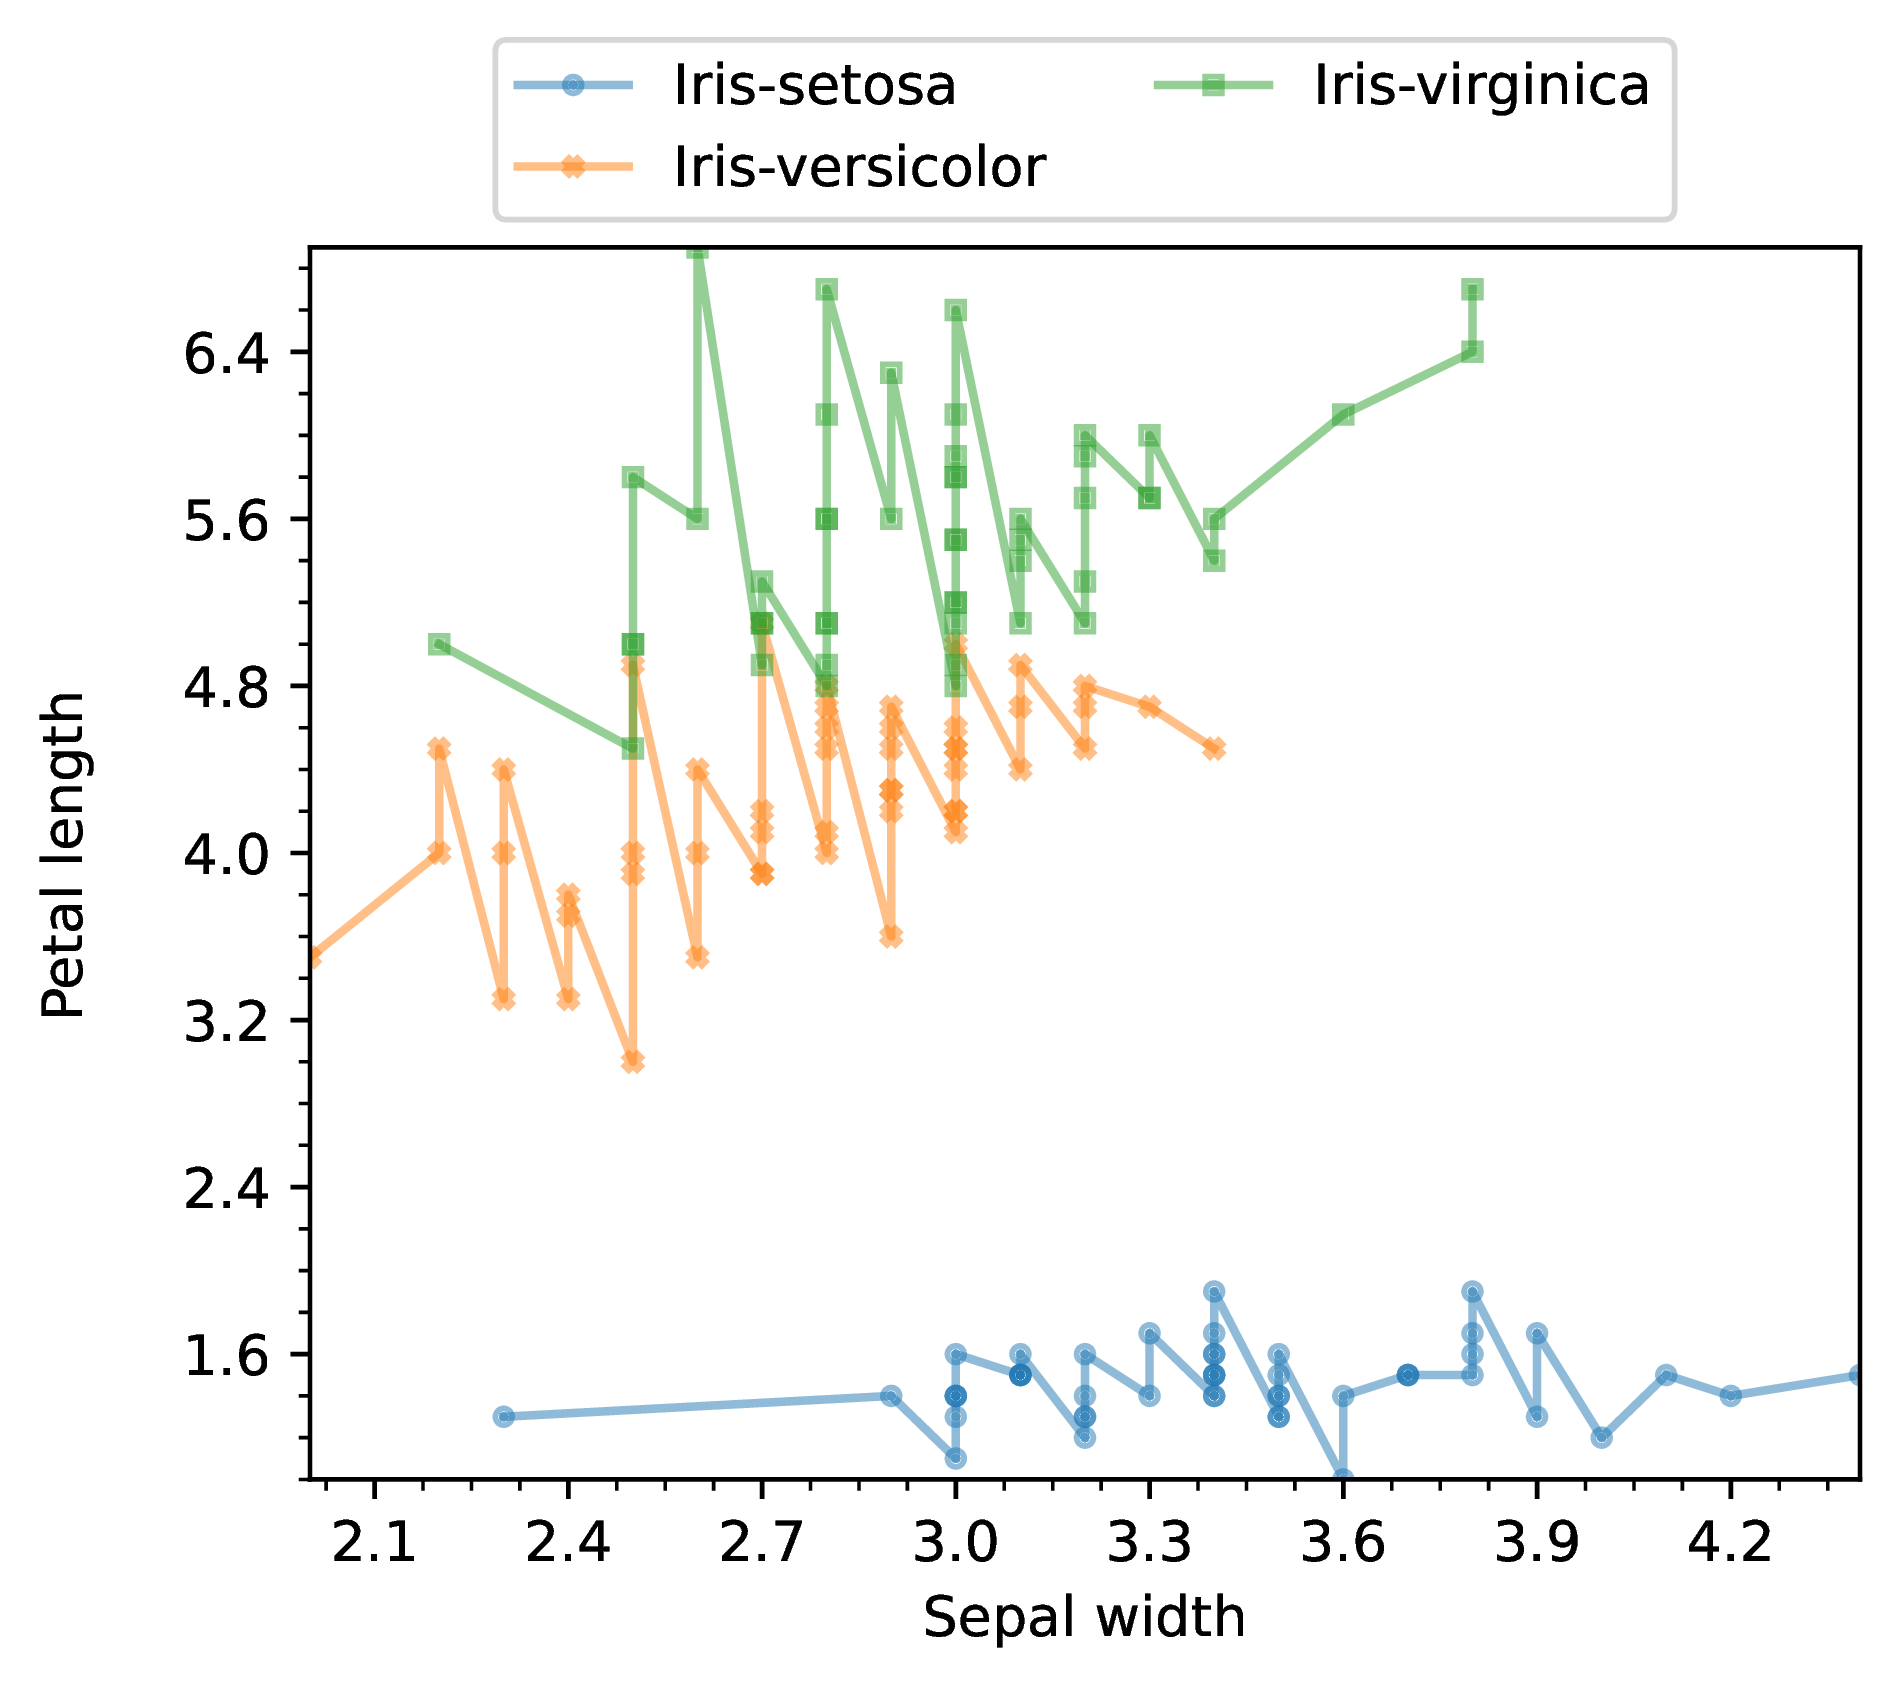 Iris-setosa
Iris-versicolor
Iris-virginica
6.4
5.6
4.8
4.0
3.2
2.4
1.6
Petal length
2.1 2.4 2.7 3.0 3.3 3.6 3.9 4.2
Sepal width